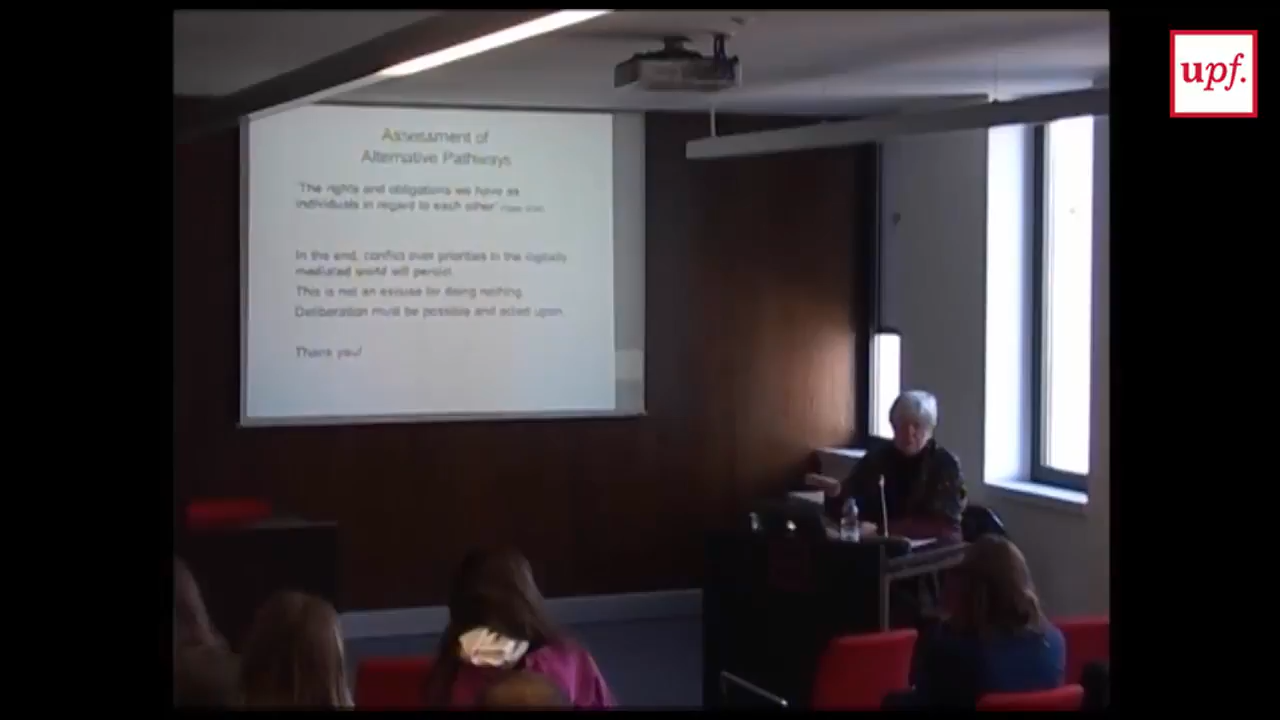 upf.
Assessment of
Alternative Pathways
'The rights and obligations we have as
individuals in regard to each other'
In the end, conflict over priorities in the digitally
mediated world will persist.
This is not an excuse for doing nothing.
Deliberation must be possible and acted upon.
Thank you!